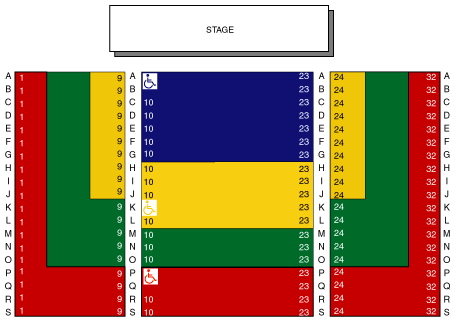 STAGE
A 1 9 A 23 A 24 32 A
B 1 9 B 23 B 24 32 B
C 1 9 C 10 23 C 24 32 C
D 1 9 D 10 23 D 24 32 D
E 1 9 E 10 23 E 24 32 E
F 1 9 F 10 23 F 24 32 F
G 1 9 G 10 23 G 24 32 G
H 1 9 H 10 23 H 24 32 H
I 1 9 I 10 23 I 24 32 I
J 1 9 J 10 23 J 24 32 J
K 1 9 K 23 K 24 32 K
L 1 9 L 10 23 L 24 32 L
M 1 9 M 10 23 M 24 32 M
N 1 9 N 10 23 N 24 32 N
O 1 9 O 10 23 O 24 32 O
P 1 9 P 23 P 24 32 P
Q 1 9 Q 23 Q 24 32 Q
R 1 9 R 10 23 R 24 32 R
S 1 9 S 10 23 S 24 32 S